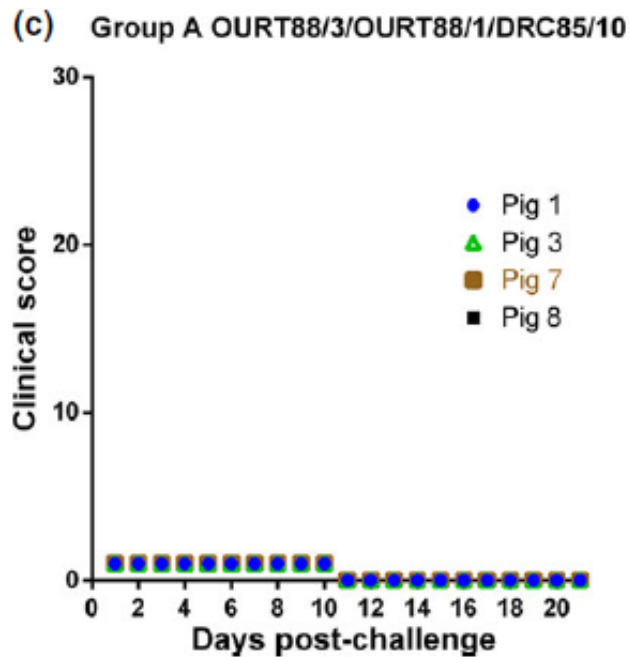 (c) Group A OURT88/3/OURT88/1/DRC85/10
30
20
10
0
Clinical score
Pig 1
Pig 3
Pig 7
Pig 8
0 2 4 6 8 10 12 14 16 18 20
Days post-challenge